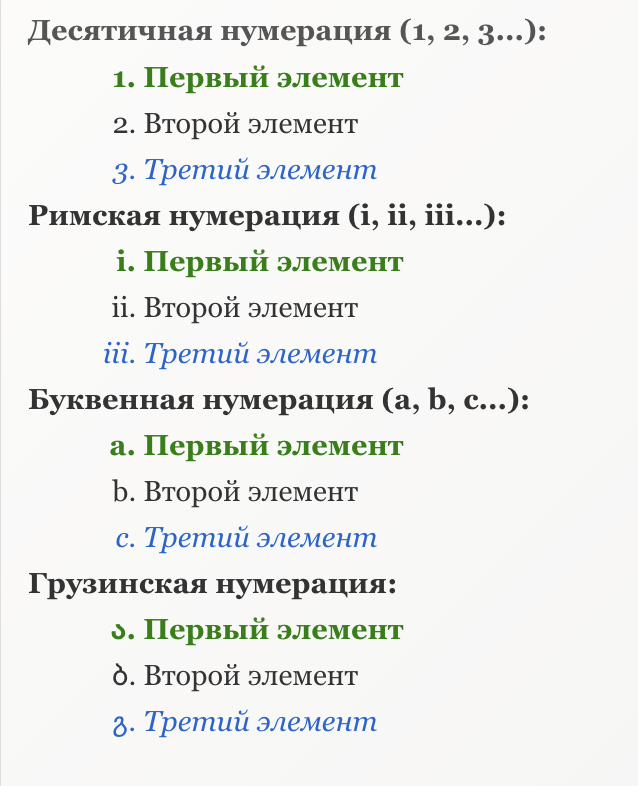 Десятичная нумерация (1, 2, 3...):
1. Первый элемент
2. Второй элемент
3. Третий элемент
Римская нумерация (i, ii, iii...):
i. Первый элемент
ii. Второй элемент
iii. Третий элемент
Буквенная нумерация (a, b, c...):
a. Первый элемент
b. Второй элемент
c. Третий элемент
Грузинская нумерация:
ა. Первый элемент
ბ. Второй элемент
გ. Третий элемент